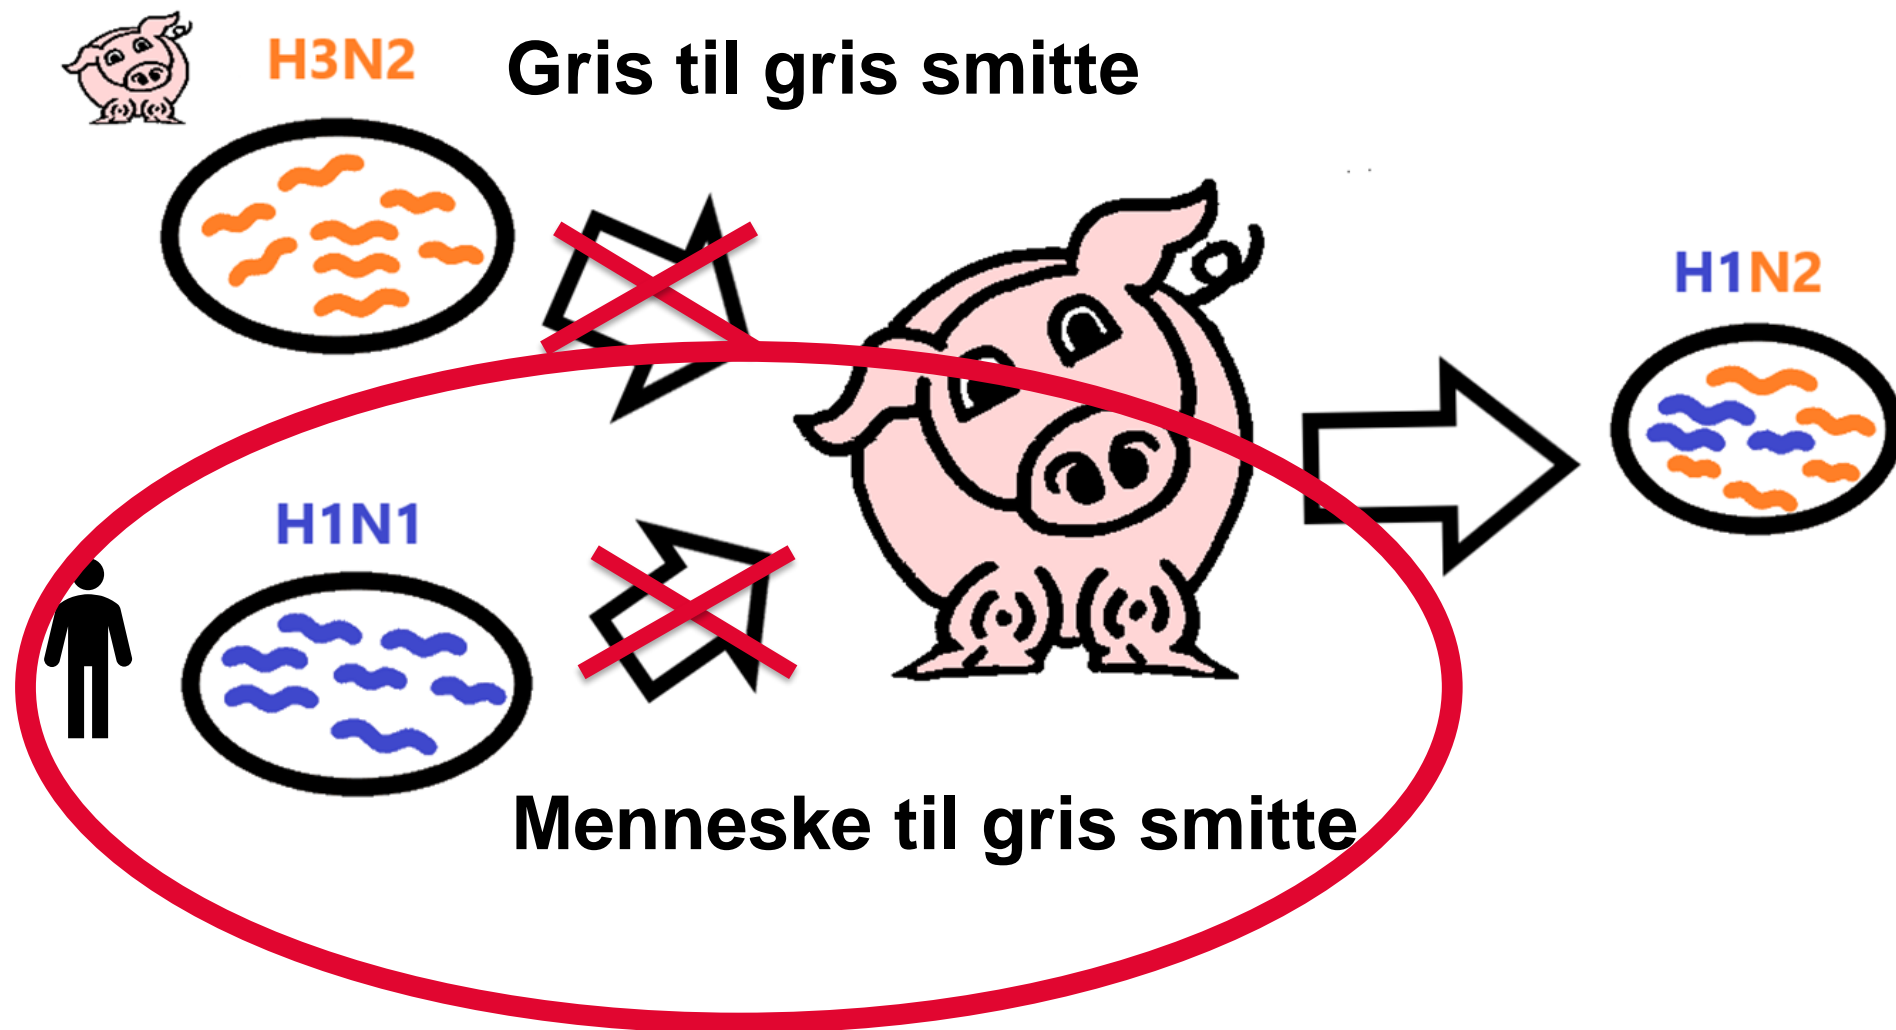 H3N2
Gris til gris smitte
H1N2
H1N1
Menneske til gris smitte